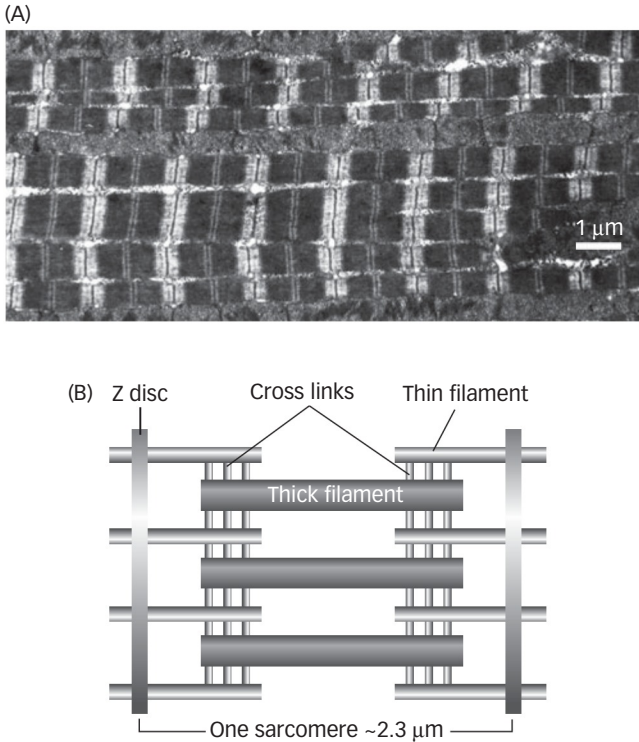 (A)
1 μm
(B) Z disc
Cross links
Thin filament
Thick filament
One sarcomere ~2.3 μm